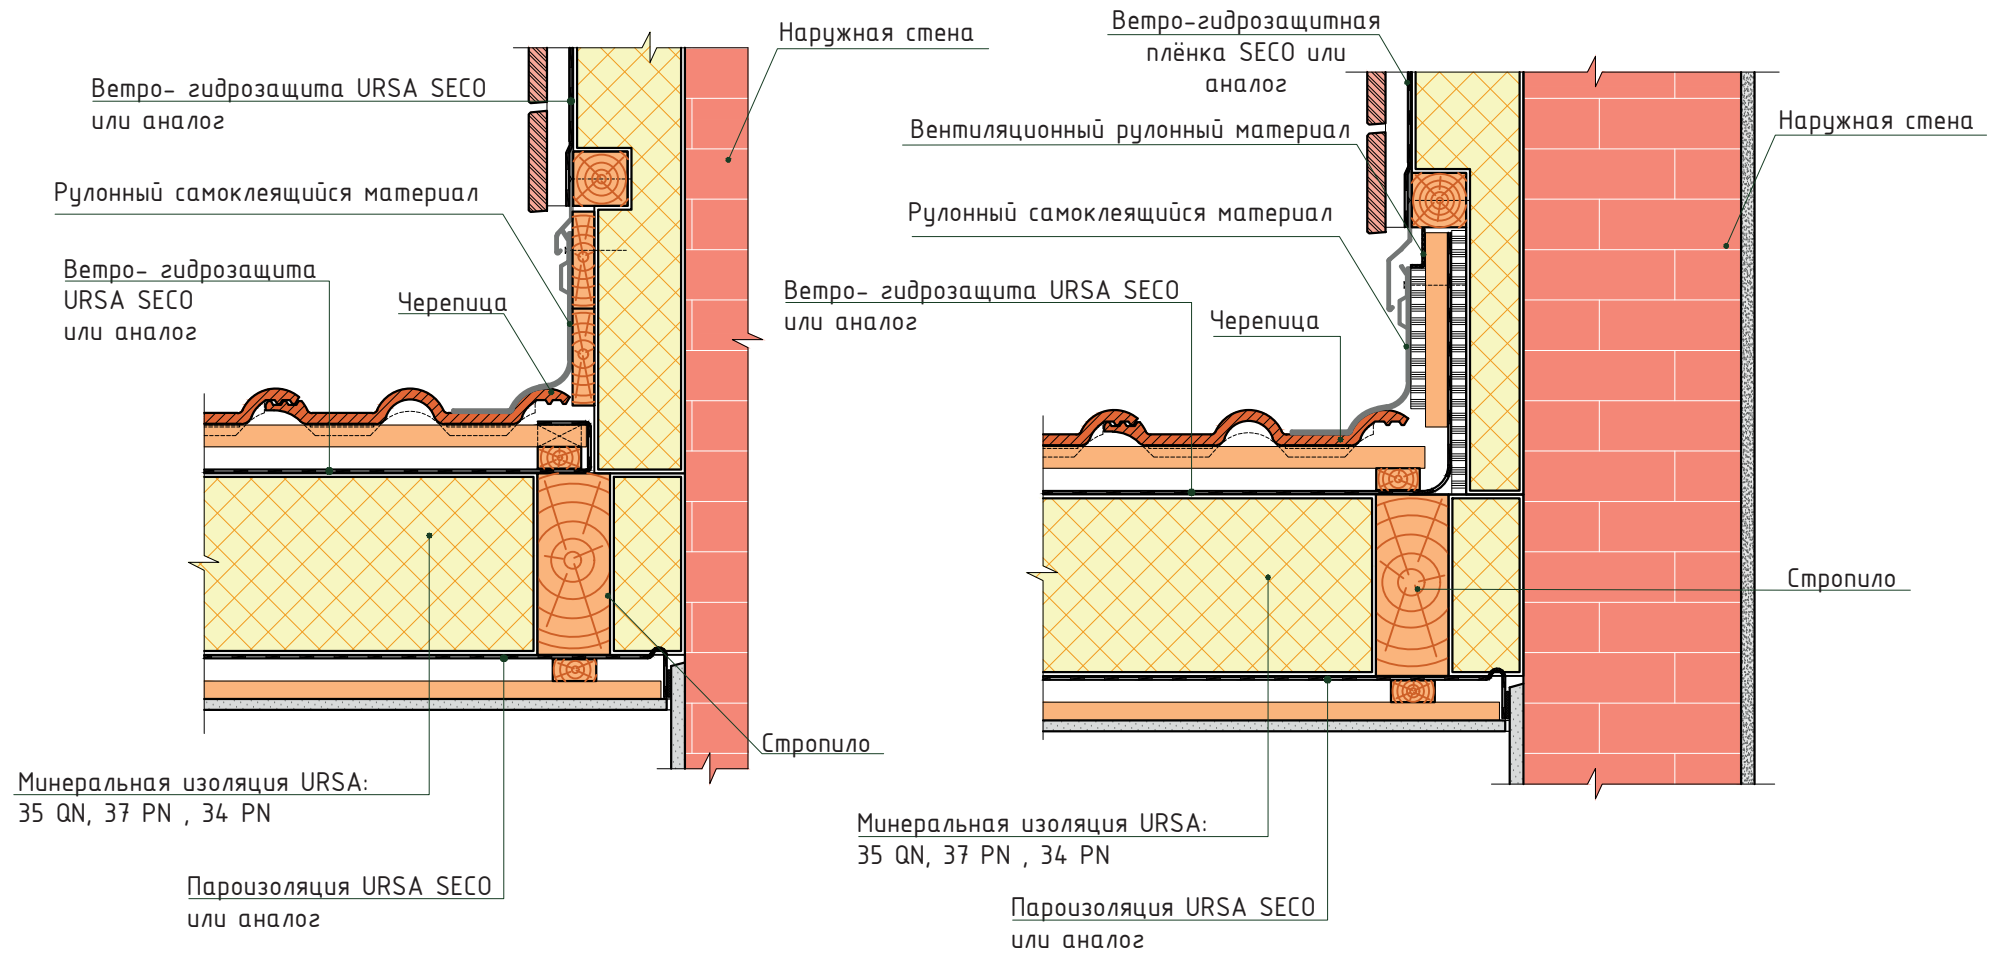 Наружная стена
Ветро- гидрозащита URSA SECO
или аналог
Рулонный самоклеящийся материал
Ветро- гидрозащита
URSA SECO
или аналог
Черепица
Стропило
Минеральная изоляция URSA:
35 QN, 37 PN , 34 PN
Пароизоляция URSA SECO
или аналог
Ветро-гидрозащитная
плёнка SECO или
аналог
Вентиляционный рулонный материал
Наружная стена
Рулонный самоклеящийся материал
Ветро- гидрозащита URSA SECO
или аналог
Черепица
Стропило
Минеральная изоляция URSA:
35 QN, 37 PN , 34 PN
Пароизоляция URSA SECO
или аналог